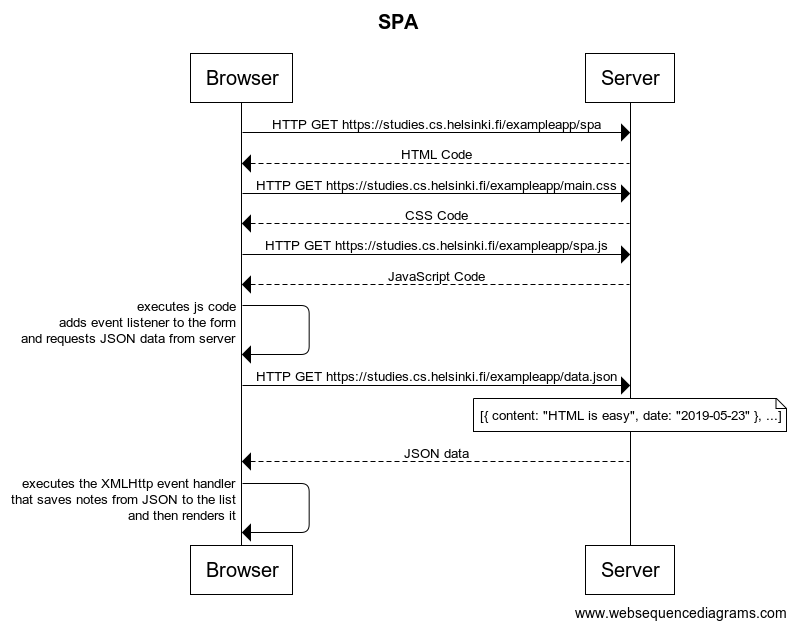 SPA
Browser
Server
HTTP GET https://studies.cs.helsinki.fi/exampleapp/spa
HTML Code
HTTP GET https://studies.cs.helsinki.fi/exampleapp/main.css
CSS Code
HTTP GET https://studies.cs.helsinki.fi/exampleapp/spa.js
JavaScript Code
executes js code
adds event listener to the form
and requests JSON data from server
HTTP GET https://studies.cs.helsinki.fi/exampleapp/data.json
[{ content: "HTML is easy", date: "2019-05-23" }, ...]
JSON data
executes the XMLHttp event handler
that saves notes from JSON to the list
and then renders it
Browser
Server
www.websequencediagrams.com